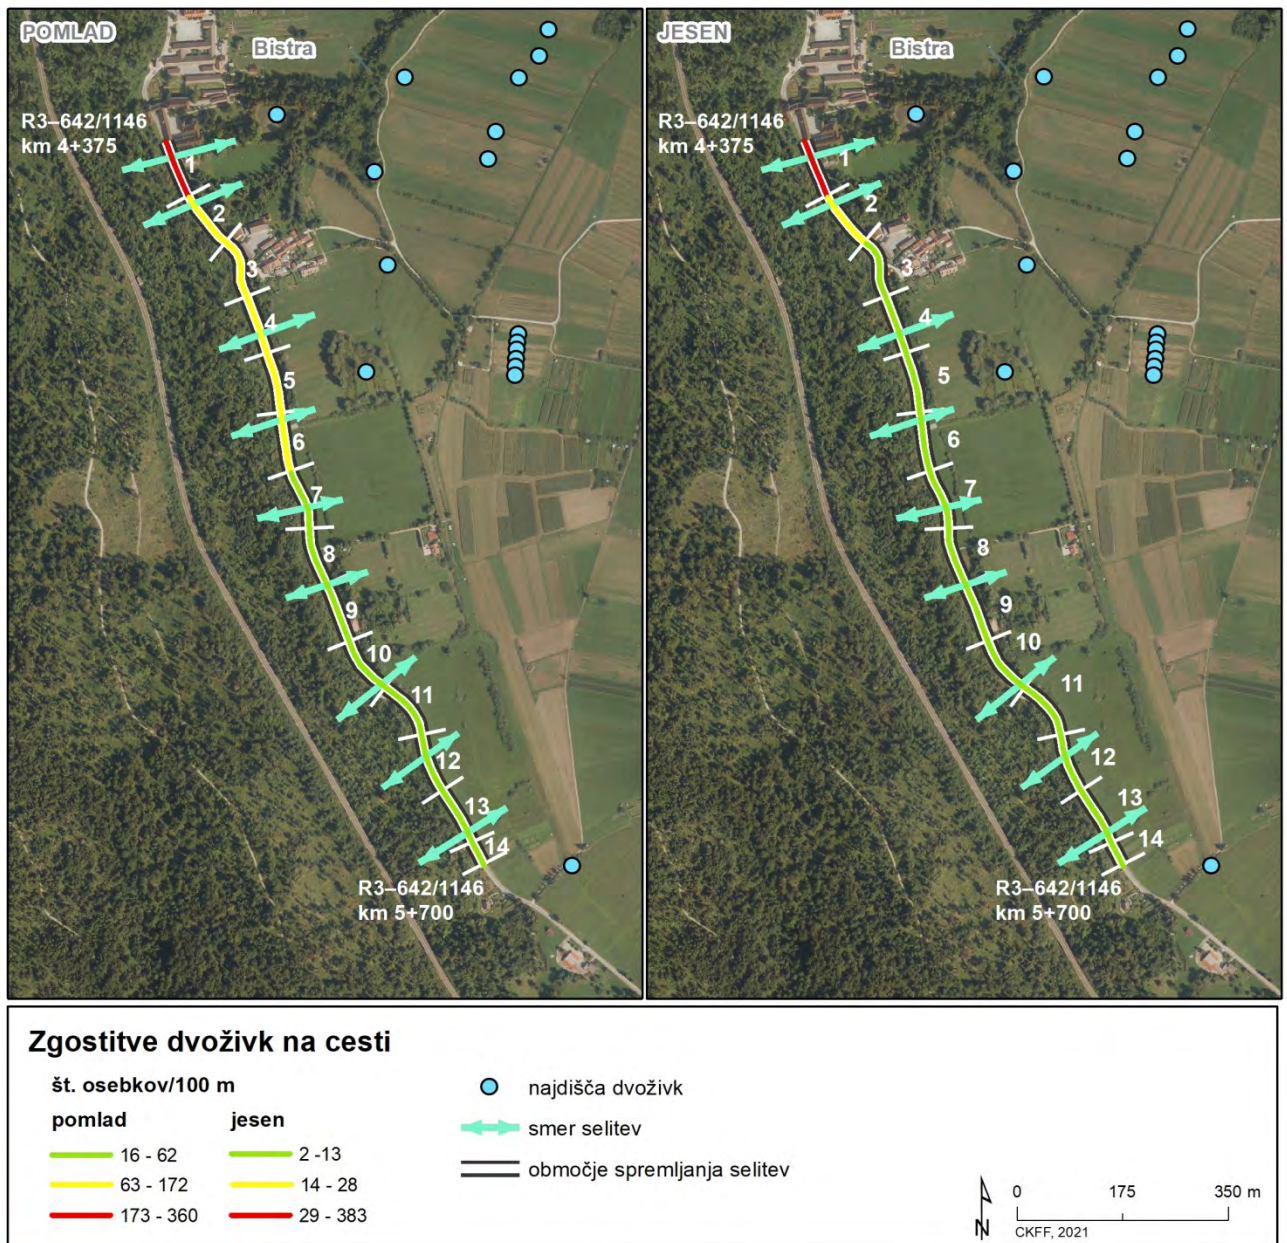 POMLAD
Bistra
R3–642/1146
km 4+375
1
2
3
4
5
6
7
8
9
10
11
12
13
14
R3–642/1146
km 5+700
JESEN
Bistra
R3–642/1146
km 4+375
1
2
3
4
5
6
7
8
9
10
11
12
13
14
R3–642/1146
km 5+700
Zgostitve dvoživk na cesti
št. osebkov/100 m
pomlad
16 - 62
63 - 172
173 - 360
jesen
2 -13
14 - 28
29 - 383
najdišča dvoživk
smer selitev
območje spremljanja selitev
N
0 175 350 m
CKFF, 2021